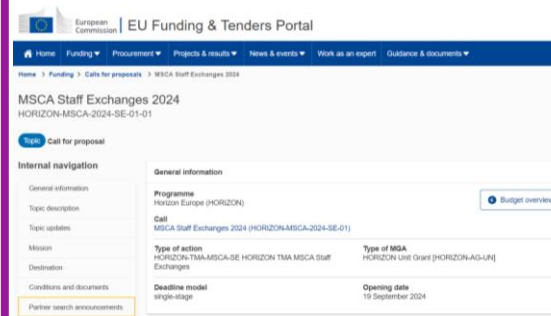 European
Commission
EU Funding & Tenders Portal
Home Funding Procurement Projects & results News & events Work as an expert Guidance & documents
Home > Funding > Calls for proposals > MSCA Staff Exchanges 2024
MSCA Staff Exchanges 2024
HORIZON-MSCA-2024-SE-01-01
Topic Call for proposal
Internal navigation
General information
Topic description
Topic updates
Mission
Destination
Conditions and documents
Partner search announcements
General information
Programme
Horizon Europe (HORIZON)
Budget overview
Call
MSCA Staff Exchanges 2024 (HORIZON-MSCA-2024-SE-01)
Type of action
HORIZON-TMA-MSCA-SE HORIZON TMA MSCA Staff
Exchanges
Type of MGA
HORIZON Unit Grant [HORIZON-AG-UN]
Deadline model
single-stage
Opening date
19 September 2024